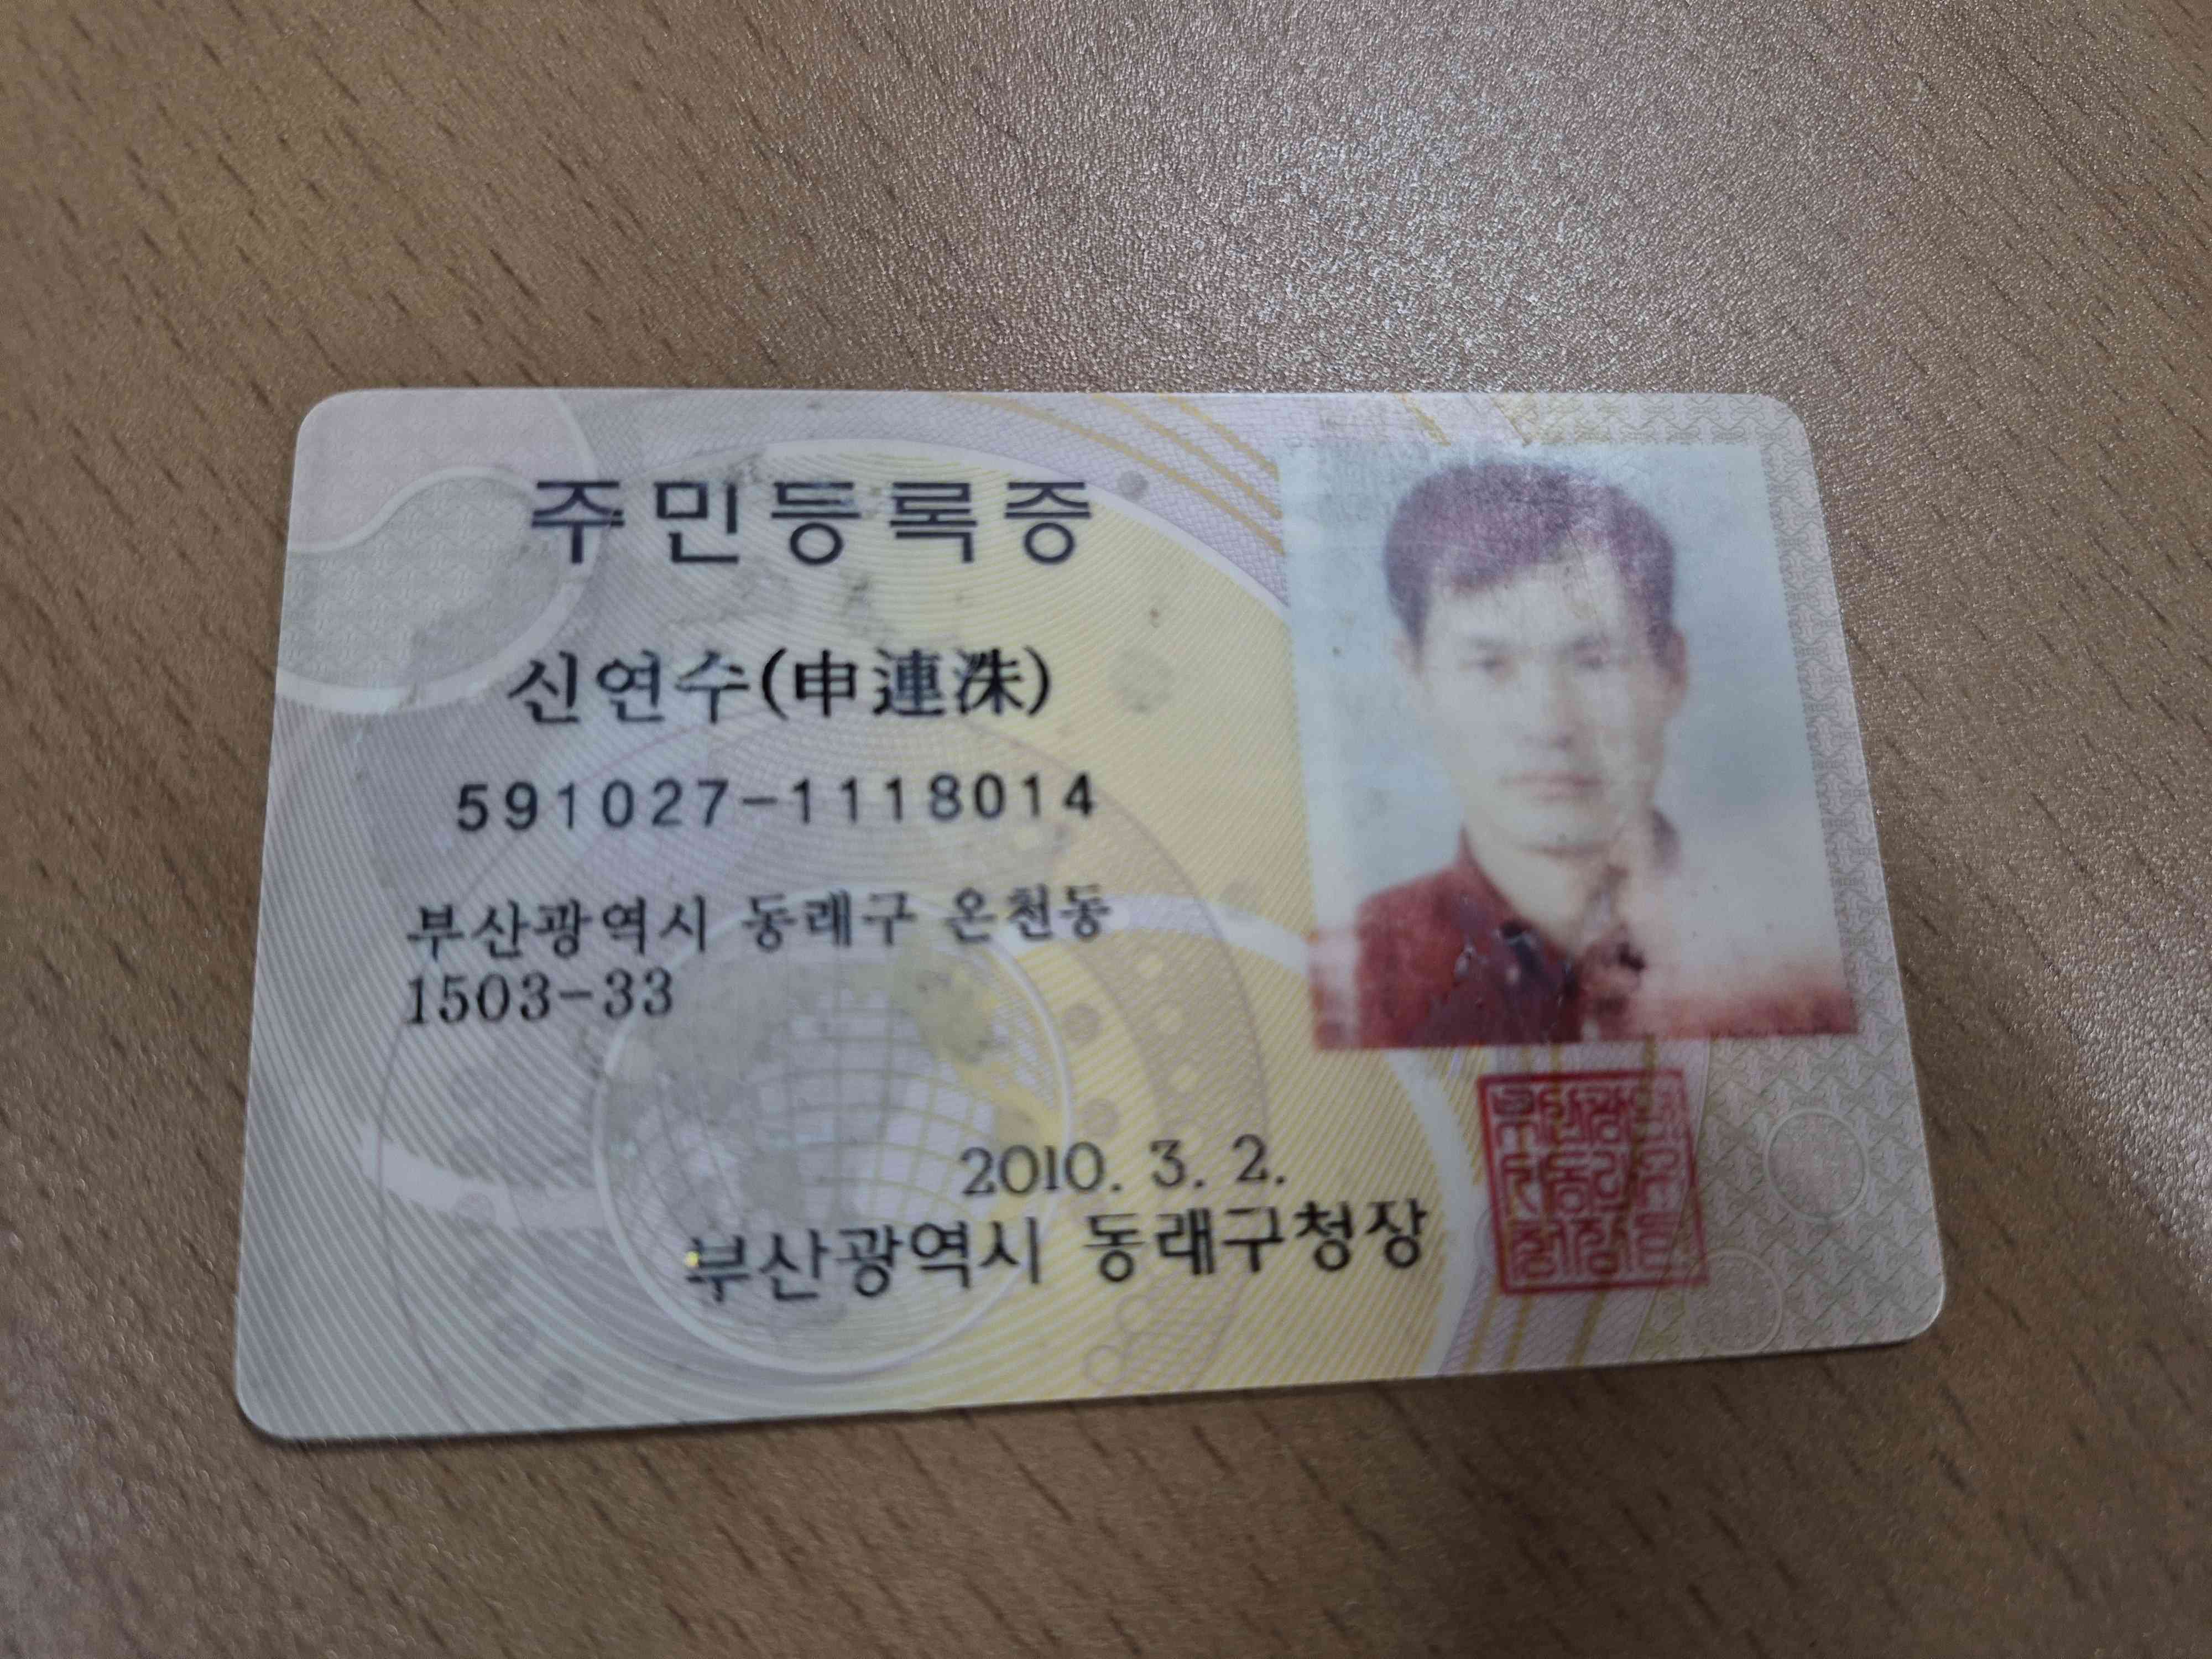 주민등록증
신연수(申連洙)
591027-1118014
부산광역시 동래구 온천동
1503-33
2010. 3. 2.
부산광역시 동래구청장